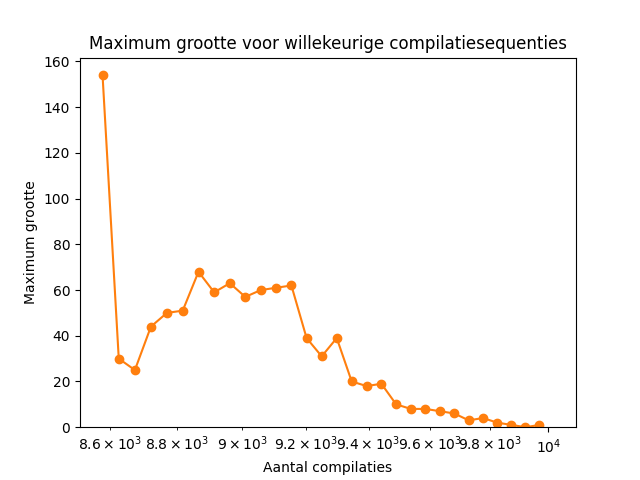 Maximum grootte voor willekeurige compilatiesequenties
160
140
120
100
80
60
40
20
0
Maximum grootte
8.6 × 10³ 8.8 × 10³ 9 × 10³ 9.2 × 10³ 9.4 × 10³ 9.6 × 10³ 9.8 × 10³ 10⁴
Aantal compilaties